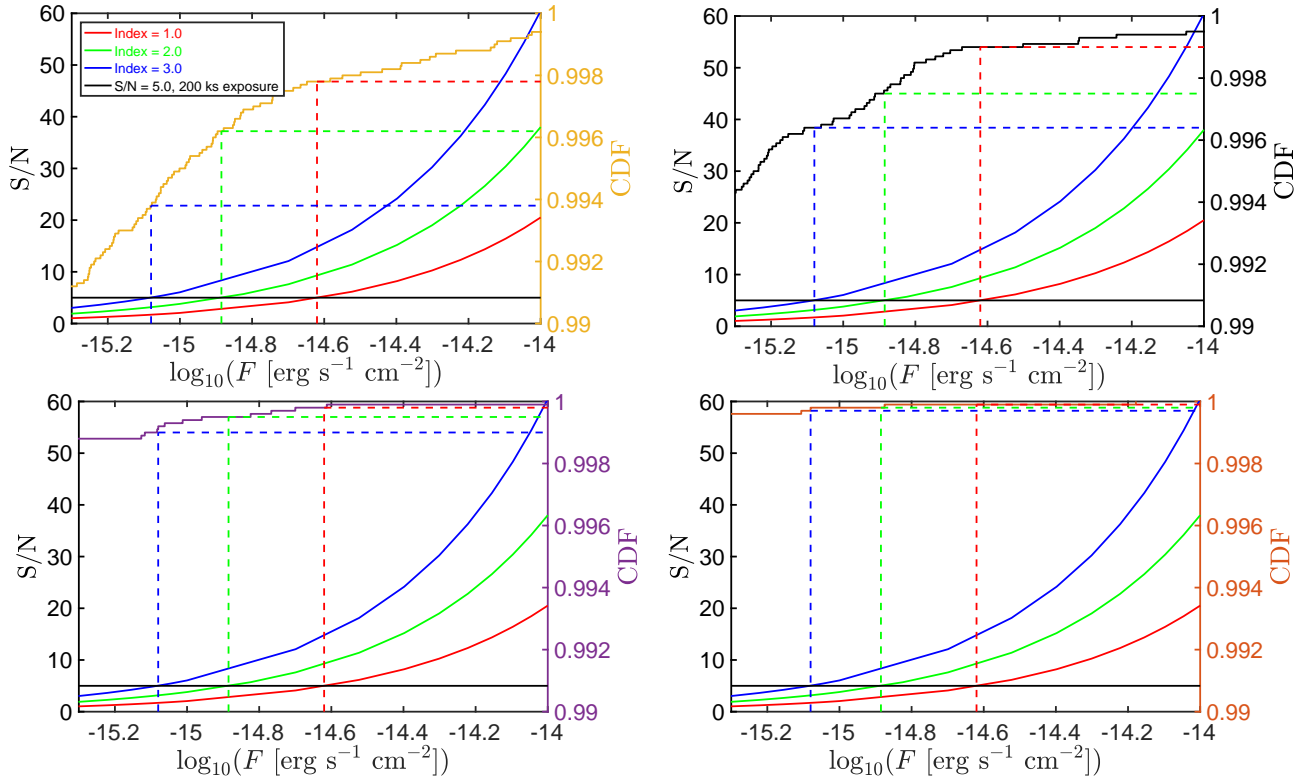 60
50
40
30
20
10
0
S/N
Index = 1.0
Index = 2.0
Index = 3.0
S/N = 5.0, 200 ks exposure
1
0.998
0.996
0.994
0.992
0.99
CDF
-15.2 -15 -14.8 -14.6 -14.4 -14.2 -14
log₁₀(F [erg s⁻¹ cm⁻²])
60
50
40
30
20
10
0
S/N
1
0.998
0.996
0.994
0.992
0.99
CDF
-15.2 -15 -14.8 -14.6 -14.4 -14.2 -14
log₁₀(F [erg s⁻¹ cm⁻²])
60
50
40
30
20
10
0
S/N
1
0.998
0.996
0.994
0.992
0.99
CDF
-15.2 -15 -14.8 -14.6 -14.4 -14.2 -14
log₁₀(F [erg s⁻¹ cm⁻²])
60
50
40
30
20
10
0
S/N
1
0.998
0.996
0.994
0.992
0.99
CDF
-15.2 -15 -14.8 -14.6 -14.4 -14.2 -14
log₁₀(F [erg s⁻¹ cm⁻²])